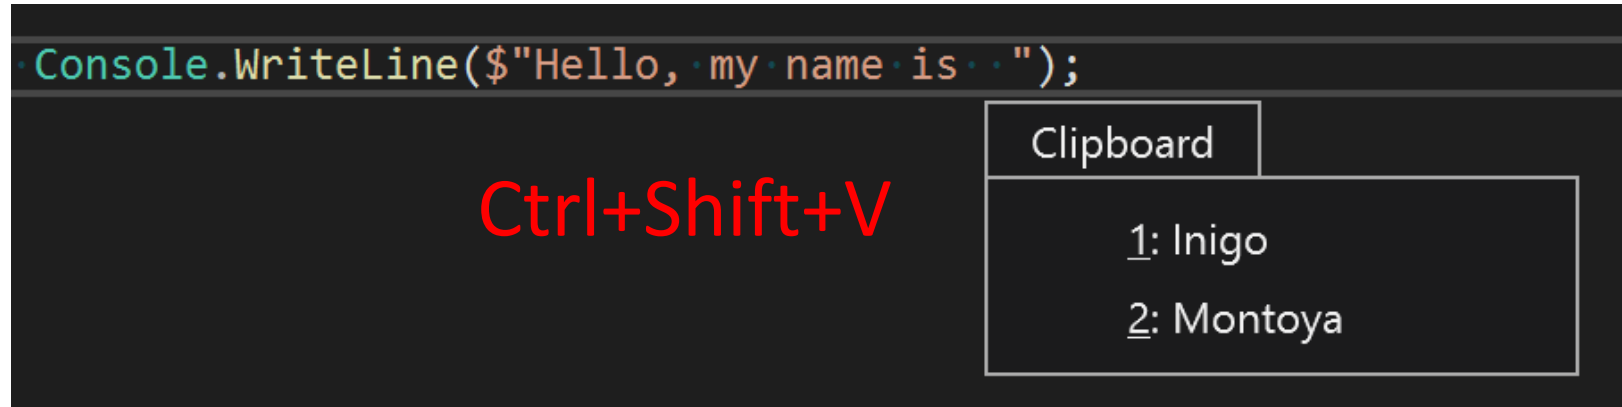 Console.WriteLine($"Hello, my name is  ");
Clipboard
Ctrl+Shift+V
1: Inigo
2: Montoya